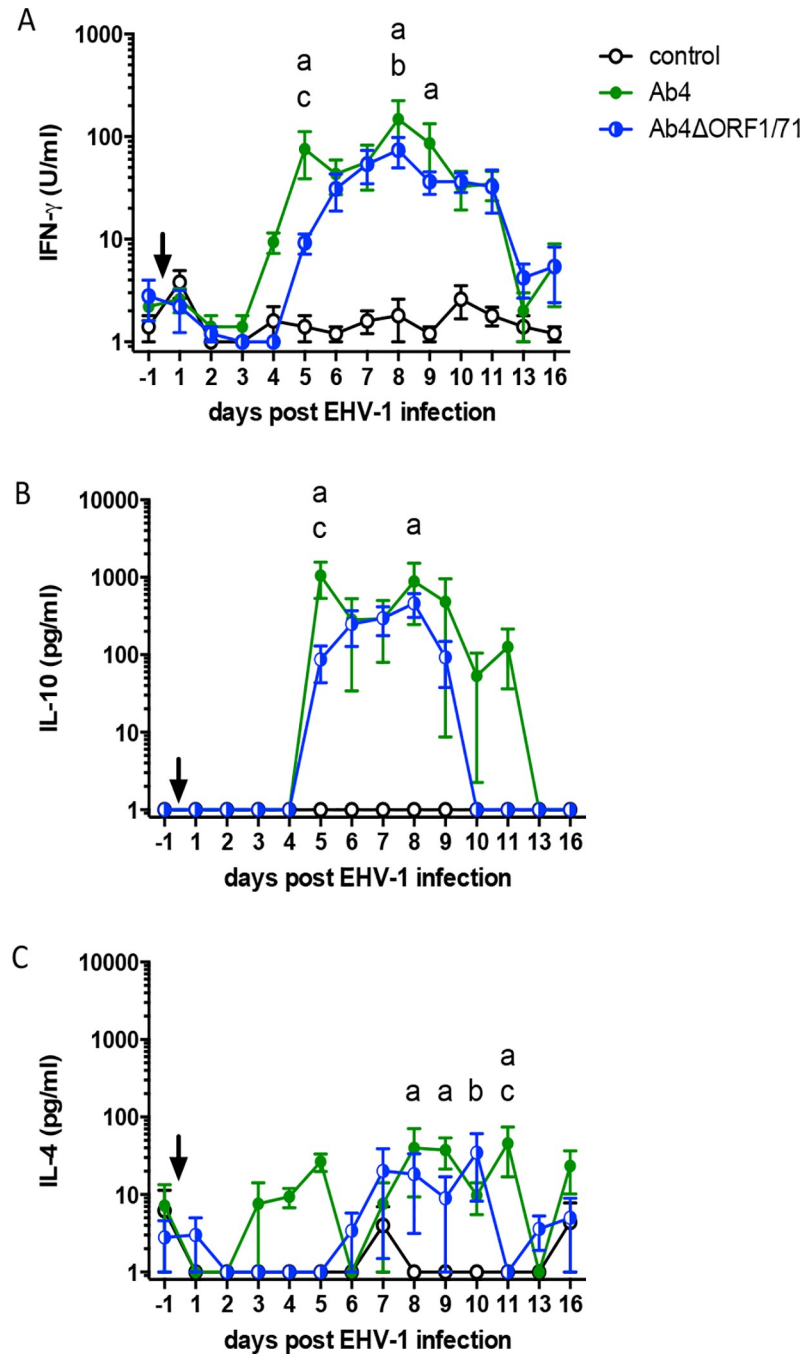 A
1000
100
10
1
IFN-γ (U/ml)
a
c
a
b
a
control
Ab4
Ab4ΔORF1/71
-1 1 2 3 4 5 6 7 8 9 10 11 13 16
days post EHV-1 infection
B
10000
1000
100
10
1
IL-10 (pg/ml)
a
c
a
-1 1 2 3 4 5 6 7 8 9 10 11 13 16
days post EHV-1 infection
C
10000
1000
100
10
1
IL-4 (pg/ml)
a
a a b c
-1 1 2 3 4 5 6 7 8 9 10 11 13 16
days post EHV-1 infection